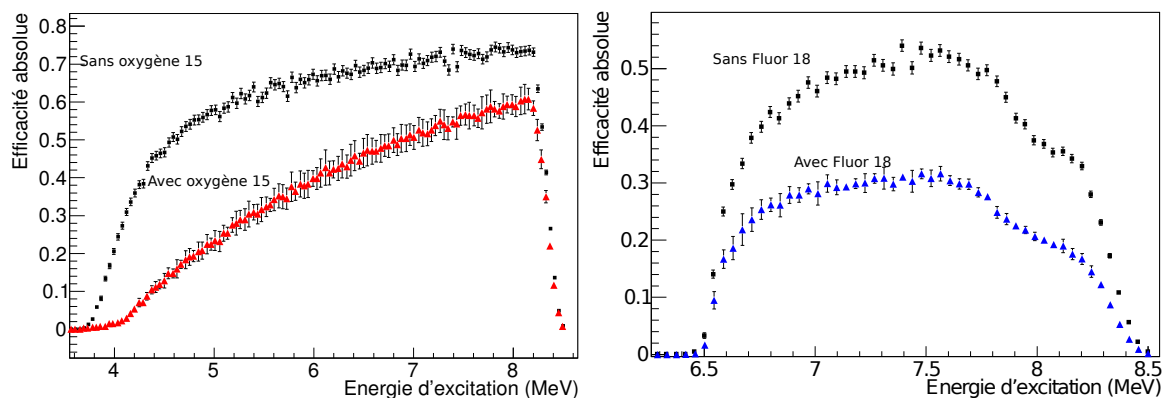 Efficacité absolue
0.8
0.7
0.6
0.5
0.4
0.3
0.2
0.1
0
Sans oxygène 15
Avec oxygène 15
4 5 6 7 8
Energie d'excitation (MeV)
Efficacité absolue
0.5
0.4
0.3
0.2
0.1
0
Sans Fluor 18
Avec Fluor 18
6.5 7 7.5 8 8.5
Energie d'excitation (MeV)